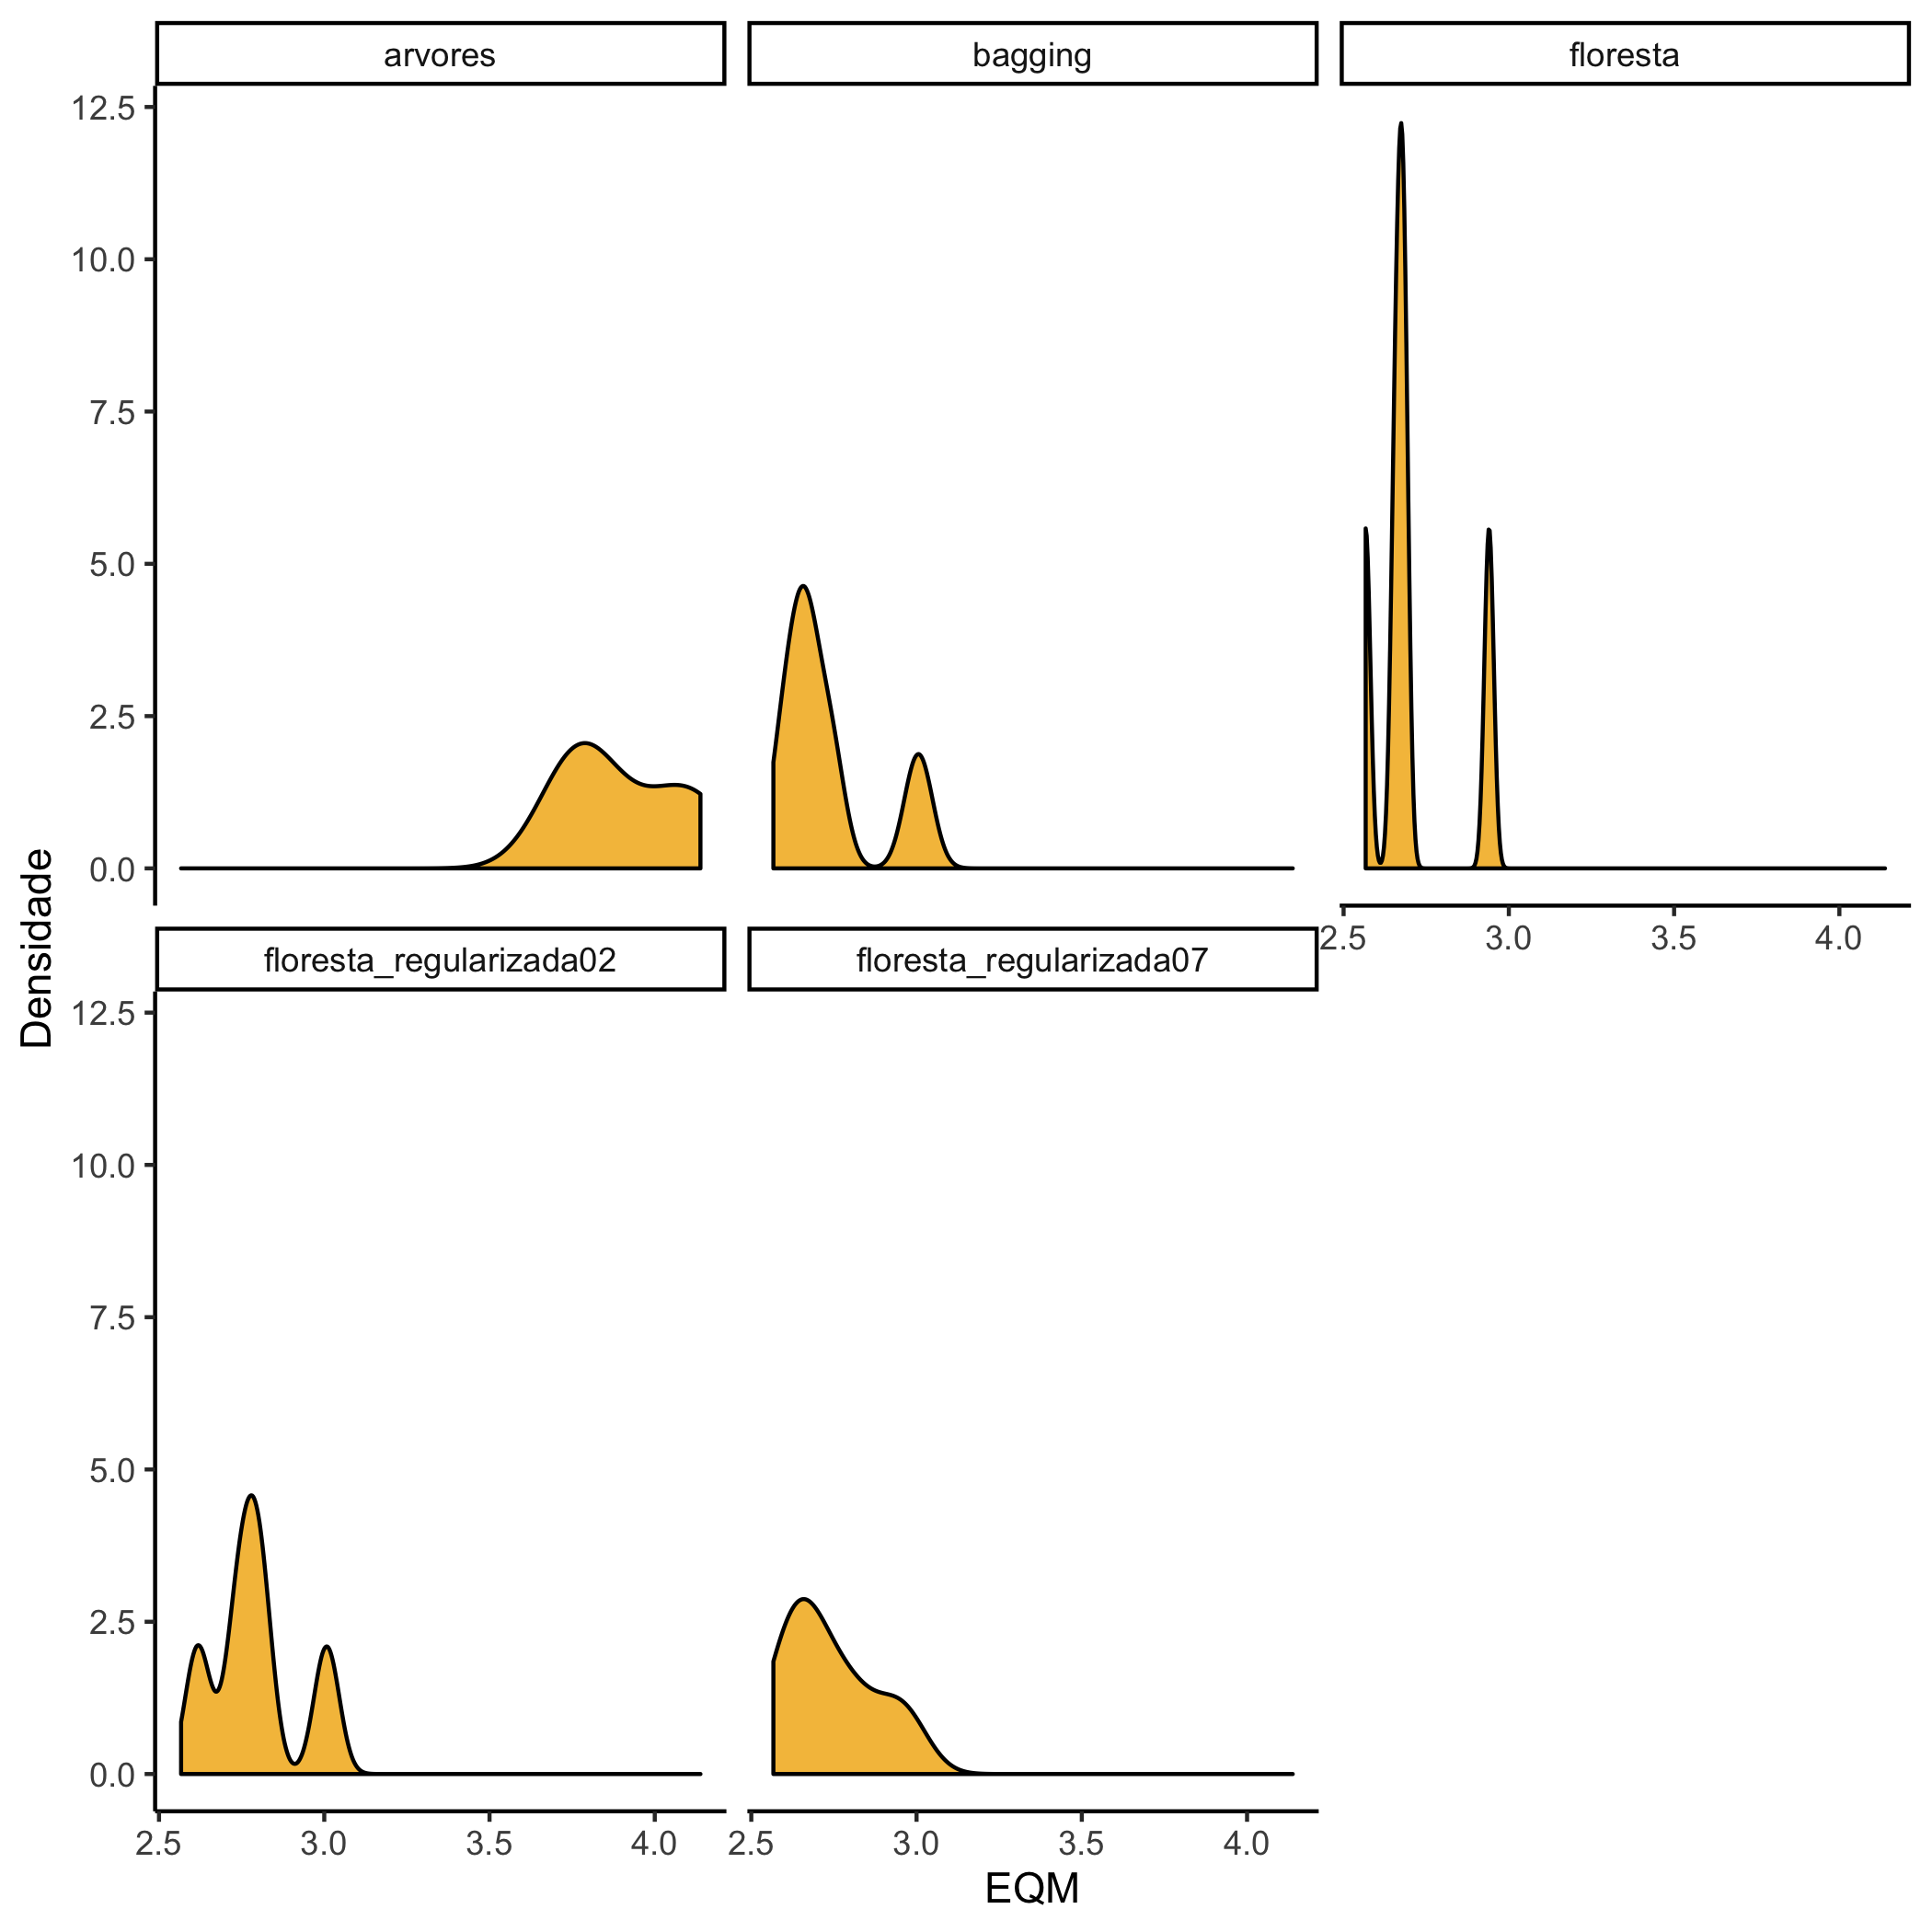 arvores
bagging
floresta
12.5
10.0
7.5
5.0
2.5
0.0
2.5 3.0 3.5 4.0
Densidade
floresta_regularizada02
floresta_regularizada07
12.5
10.0
7.5
5.0
2.5
0.0
2.5 3.0 3.5 4.0
2.5 3.0 3.5 4.0
EQM